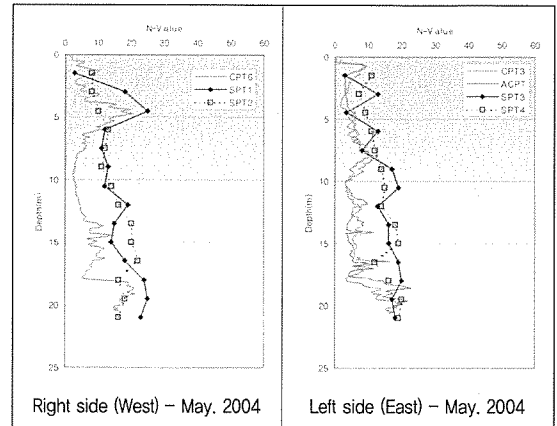 N-Value
0 10 20 30 40 50 60
0
5
10
15
20
25
Depth(m)
CPT6
SPT1
SPT2
Right side (West) – May. 2004
N-Value
0 10 20 30 40 50 60
0
5
10
15
20
25
Depth(m)
CPT3
ACPT
SPT3
SPT4
Left side (East) – May. 2004